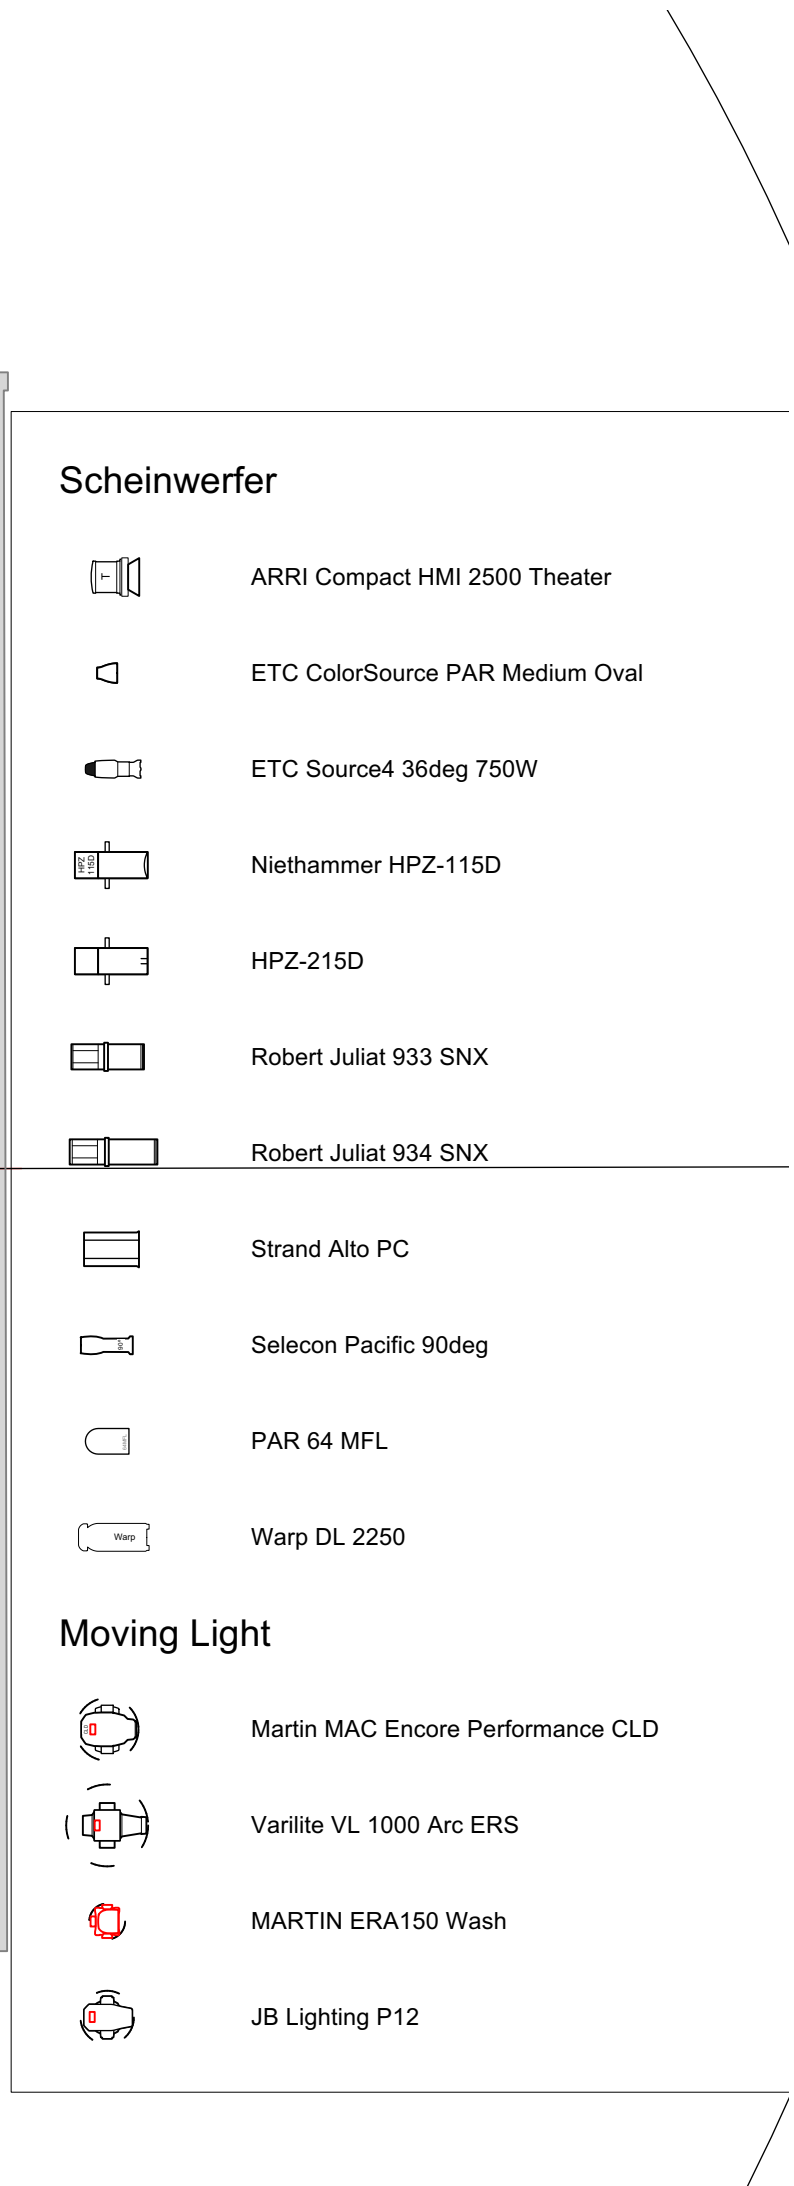 Scheinwerfer
T
ARRI Compact HMI 2500 Theater
ETC ColorSource PAR Medium Oval
ETC Source4 36deg 750W
HPZ
115D
Niethammer HPZ-115D
HPZ-215D
Robert Juliat 933 SNX
Robert Juliat 934 SNX
Strand Alto PC
90°
Selecon Pacific 90deg
64MFL
PAR 64 MFL
Warp
Warp DL 2250
Moving Light
CLD
Martin MAC Encore Performance CLD
Varilite VL 1000 Arc ERS
MARTIN ERA150 Wash
JB Lighting P12